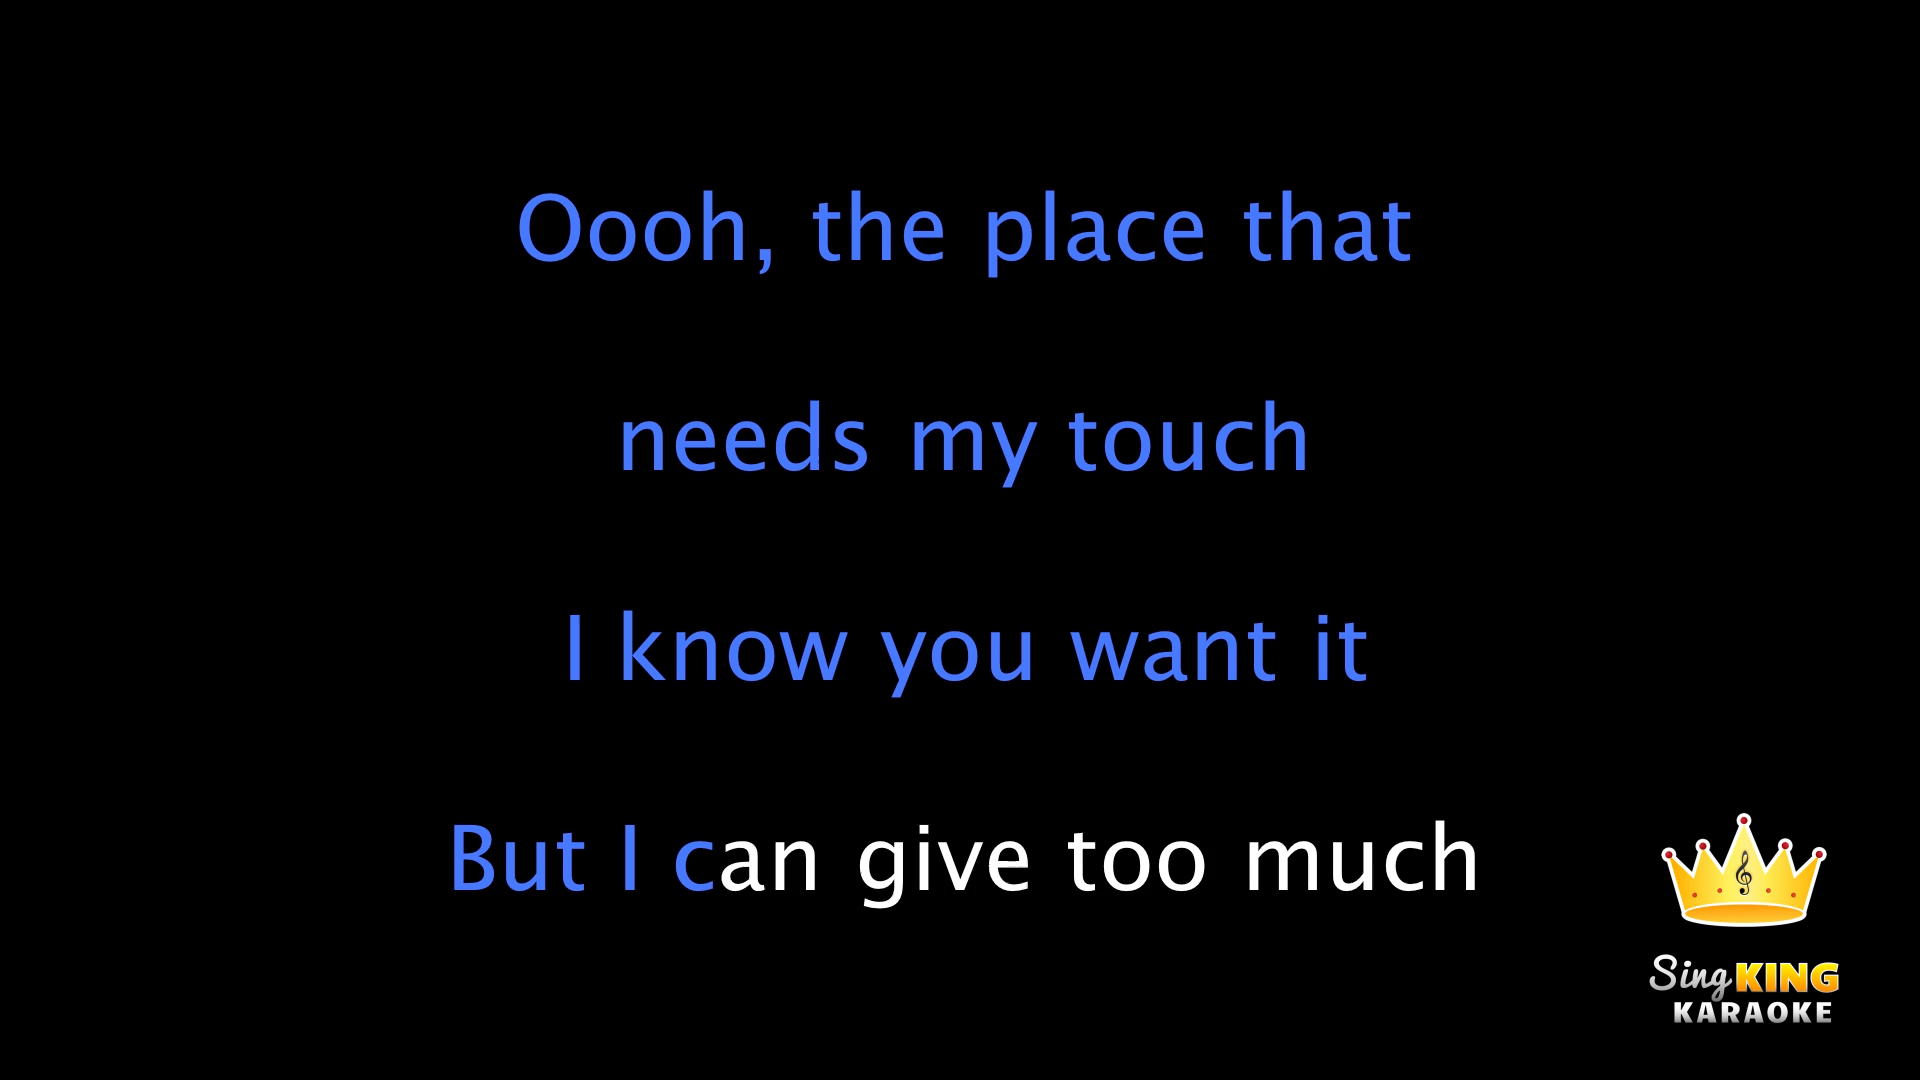 Oooh, the place that
needs my touch
I know you want it
But I can give too much
Sing KING
KARAOKE